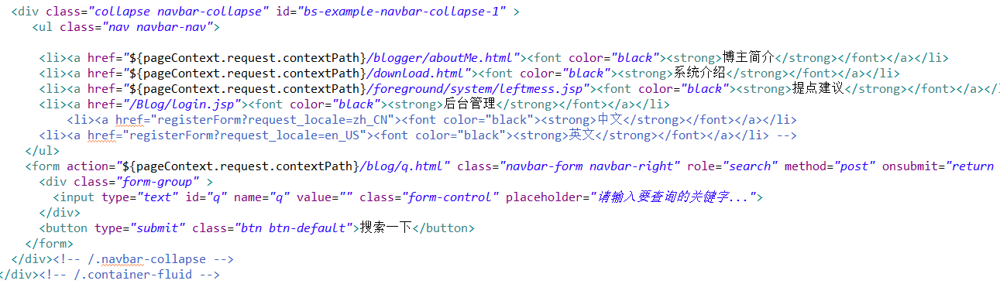 <div class="collapse navbar-collapse" id="bs-example-navbar-collapse-1" >
<ul class="nav navbar-nav">
<li><a href="${pageContext.request.contextPath}/blogger/aboutMe.html"><font color="black"><strong>博主简介</strong></font></a></li>
<li><a href="${pageContext.request.contextPath}/download.html"><font color="black"><strong>系统介绍</strong></font></a></li>
<li><a href="${pageContext.request.contextPath}/foreground/system/leftmess.jsp"><font color="black"><strong>提点建议</strong></font></a></l
<li><a href="/Blog/login.jsp"><font color="black"><strong>后台管理</strong></font></a></li>
<li><a href="registerForm?request_locale=zh_CN"><font color="black"><strong>中文</strong></font></a></li>
<li><a href="registerForm?request_locale=en_US"><font color="black"><strong>英文</strong></font></a></li> -->
</ul>
<form action="${pageContext.request.contextPath}/blog/q.html" class="navbar-form navbar-right" role="search" method="post" onsubmit="return
<div class="form-group" >
<input type="text" id="q" name="q" value="" class="form-control" placeholder="请输入要查询的关键字...">
</div>
<button type="submit" class="btn btn-default">搜索一下</button>
</form>
</div><!-- /.navbar-collapse -->
</div><!-- /.container-fluid -->